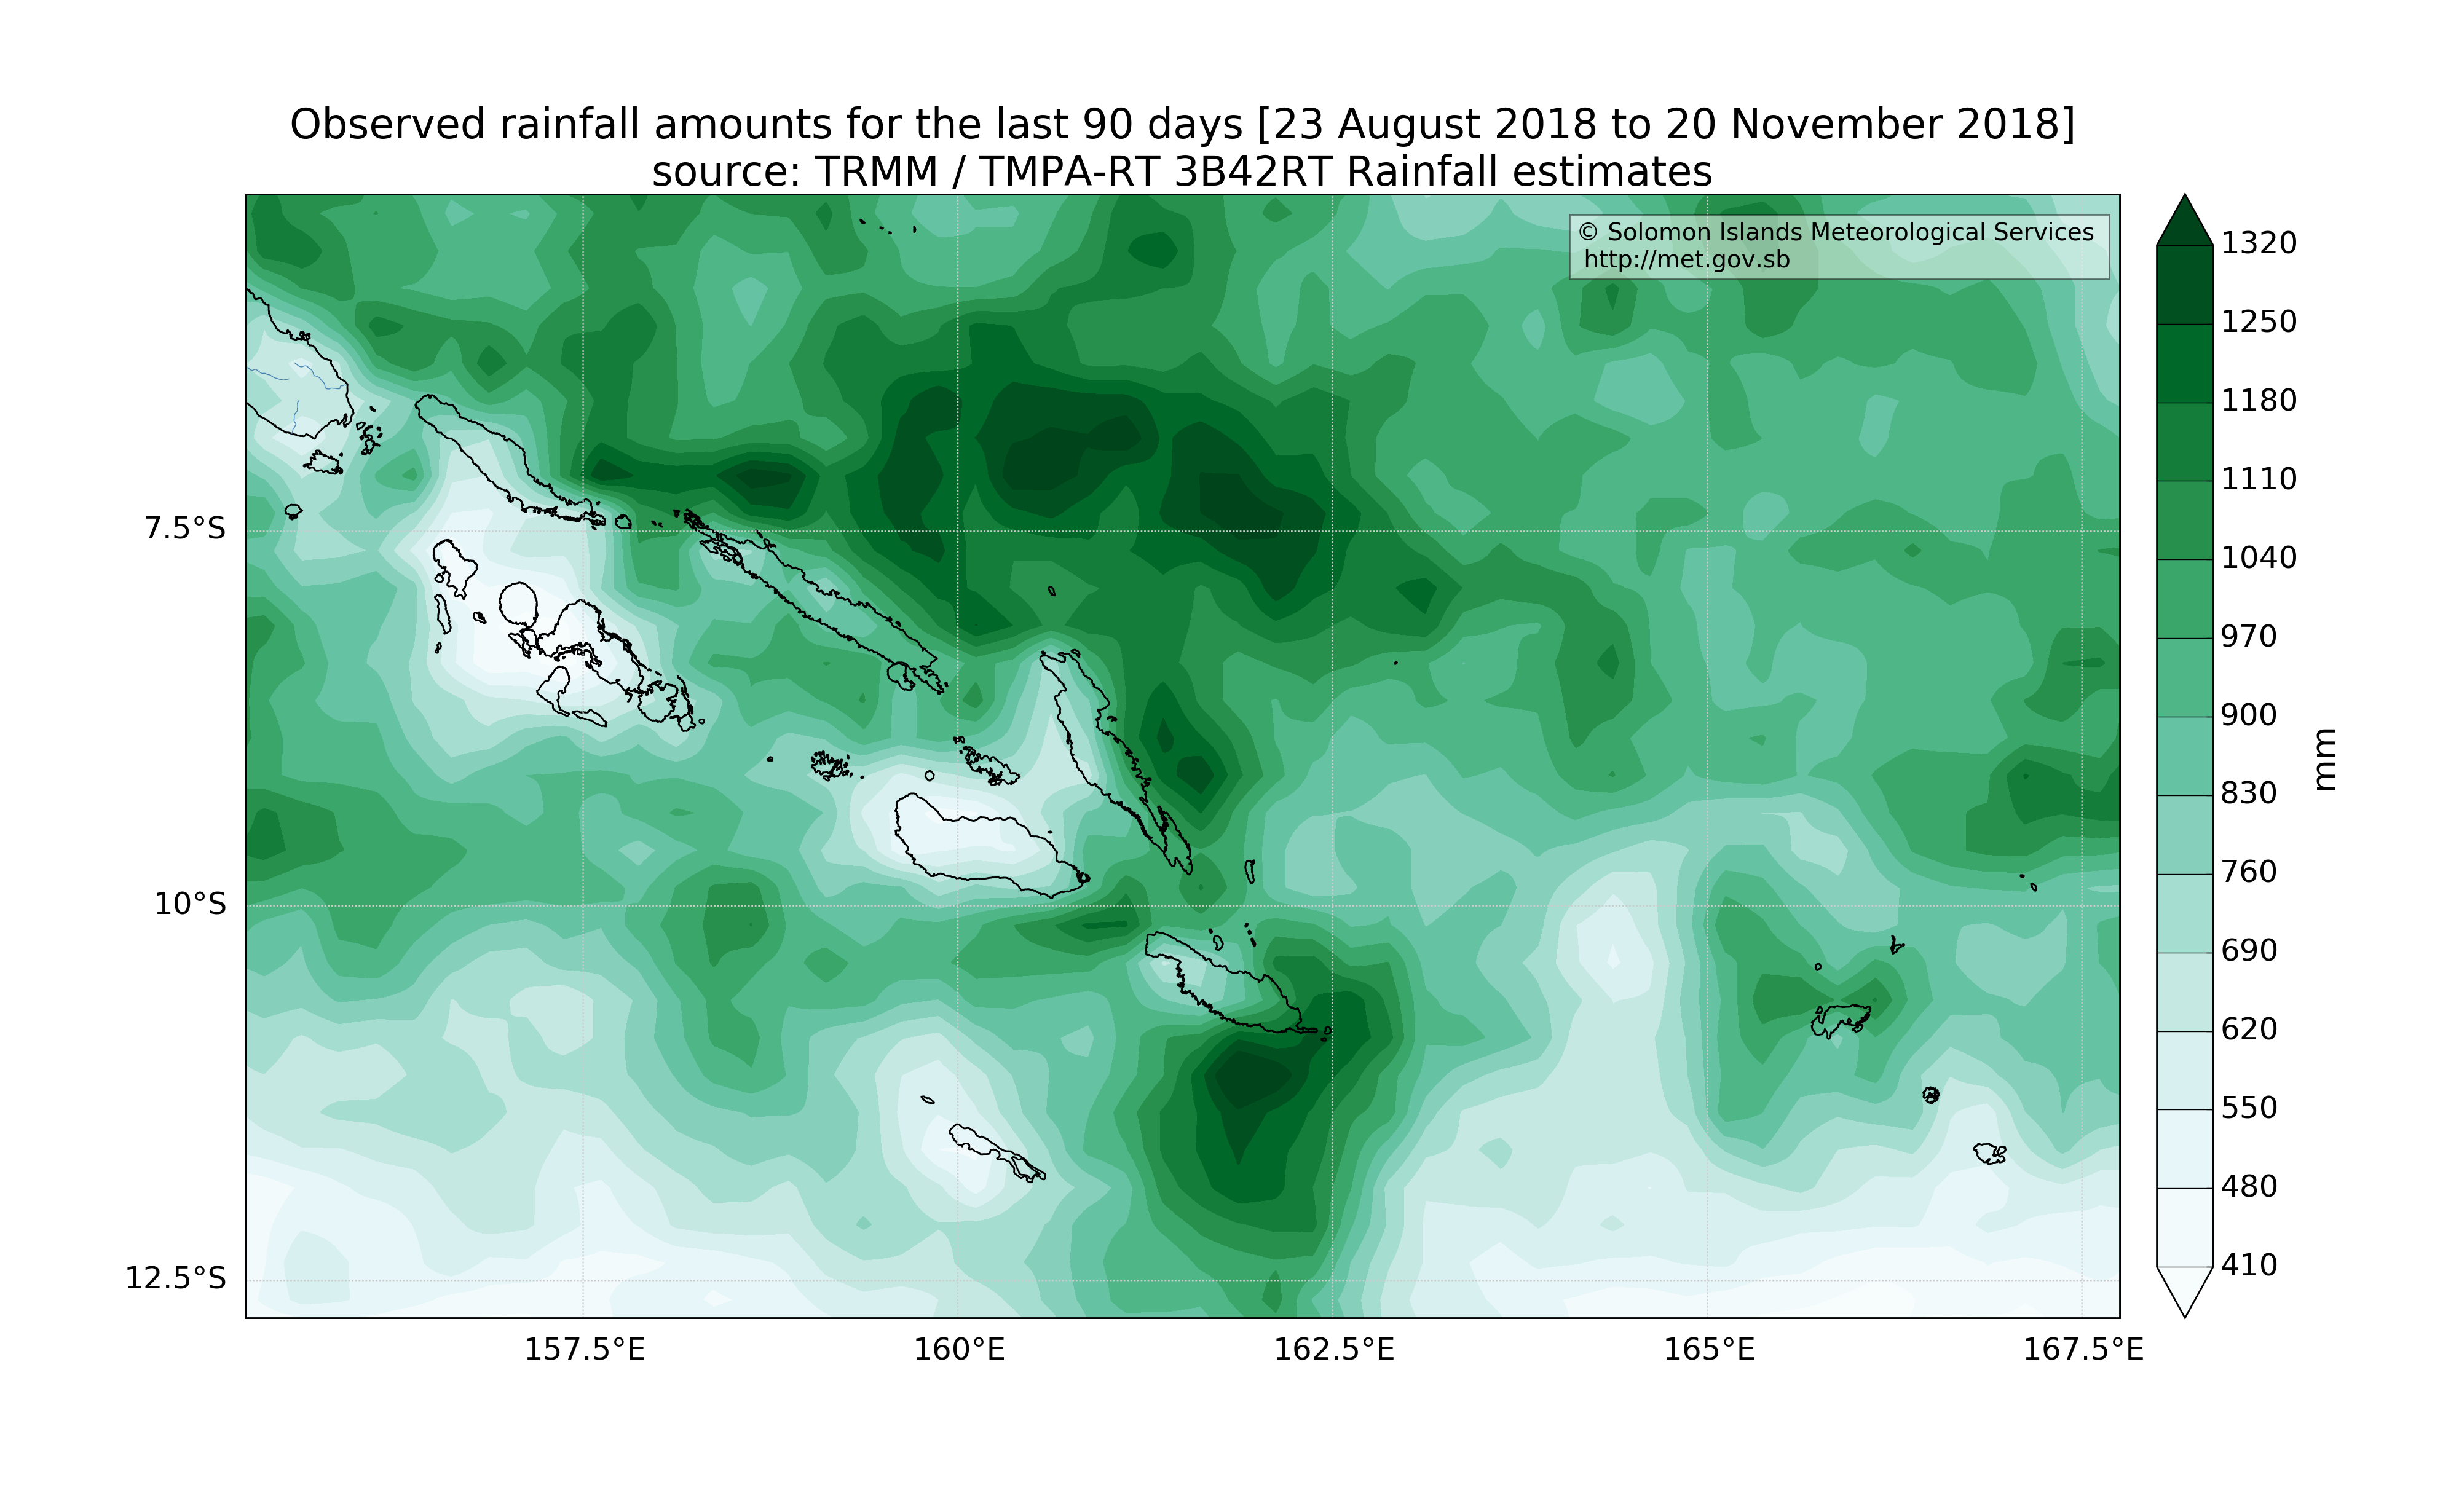 Observed rainfall amounts for the last 90 days [23 August 2018 to 20 November 2018]
source: TRMM / TMPA-RT 3B42RT Rainfall estimates
© Solomon Islands Meteorological Services
http://met.gov.sb
7.5°S
10°S
12.5°S
157.5°E
160°E
162.5°E
165°E
167.5°E
1320
1250
1180
1110
1040
970
900
830
760
690
620
550
480
410
mm